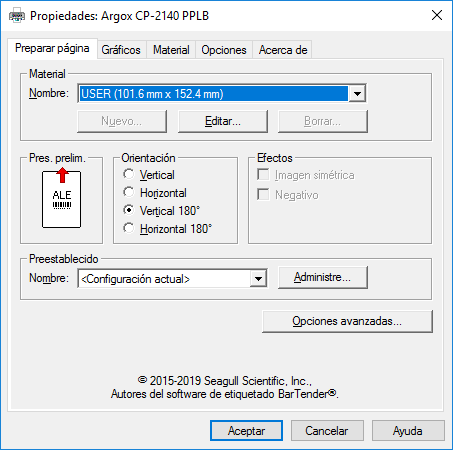 Propiedades: Argox CP-2140 PPLB
Preparar página Gráficos Material Opciones Acerca de
Material
Nombre: USER (101.6 mm x 152.4 mm)
Nuevo... Editar... Borrar...
Pres. prelim.
ALE
Orientación
Vertical
Horizontal
Vertical 180°
Horizontal 180°
Efectos
Imagen simétrica
Negativo
Preestablecido
Nombre: <Configuración actual> Administre...
Opciones avanzadas...
© 2015-2019 Seagull Scientific, Inc.,
Autores del software de etiquetado BarTender®.
Aceptar Cancelar Ayuda